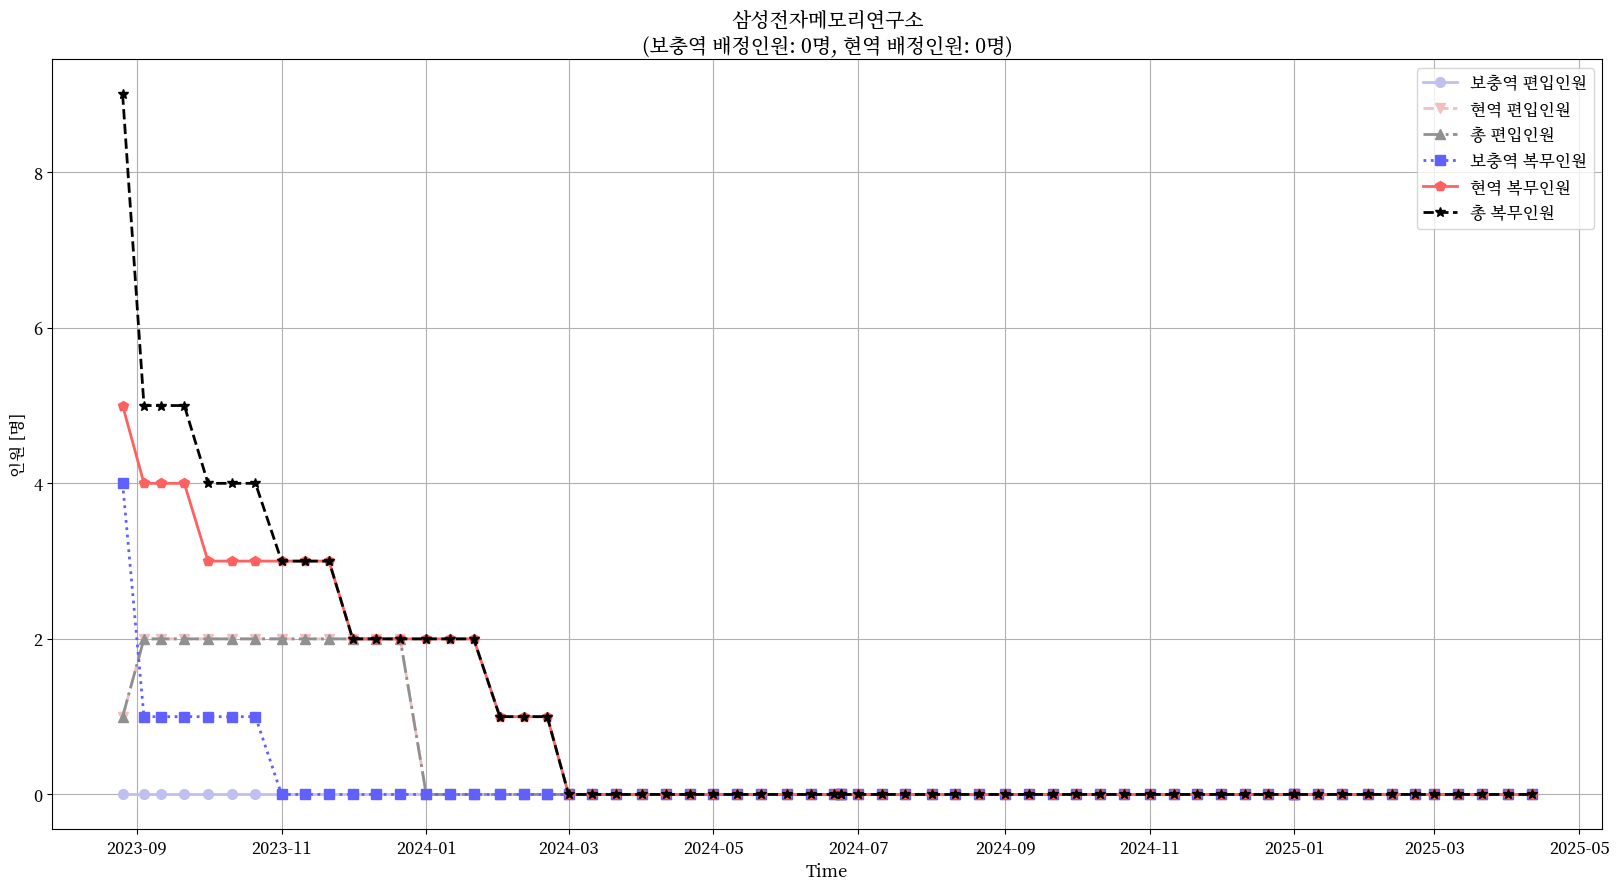 삼성전자메모리연구소
(보충역 배정인원: 0명, 현역 배정인원: 0명)
보충역 편입인원
현역 편입인원
총 편입인원
보충역 복무인원
현역 복무인원
총 복무인원
인원 [명]
8
6
4
2
0
2023-09
2023-11
2024-01
2024-03
2024-05
2024-07
2024-09
2024-11
2025-01
2025-03
2025-05
Time